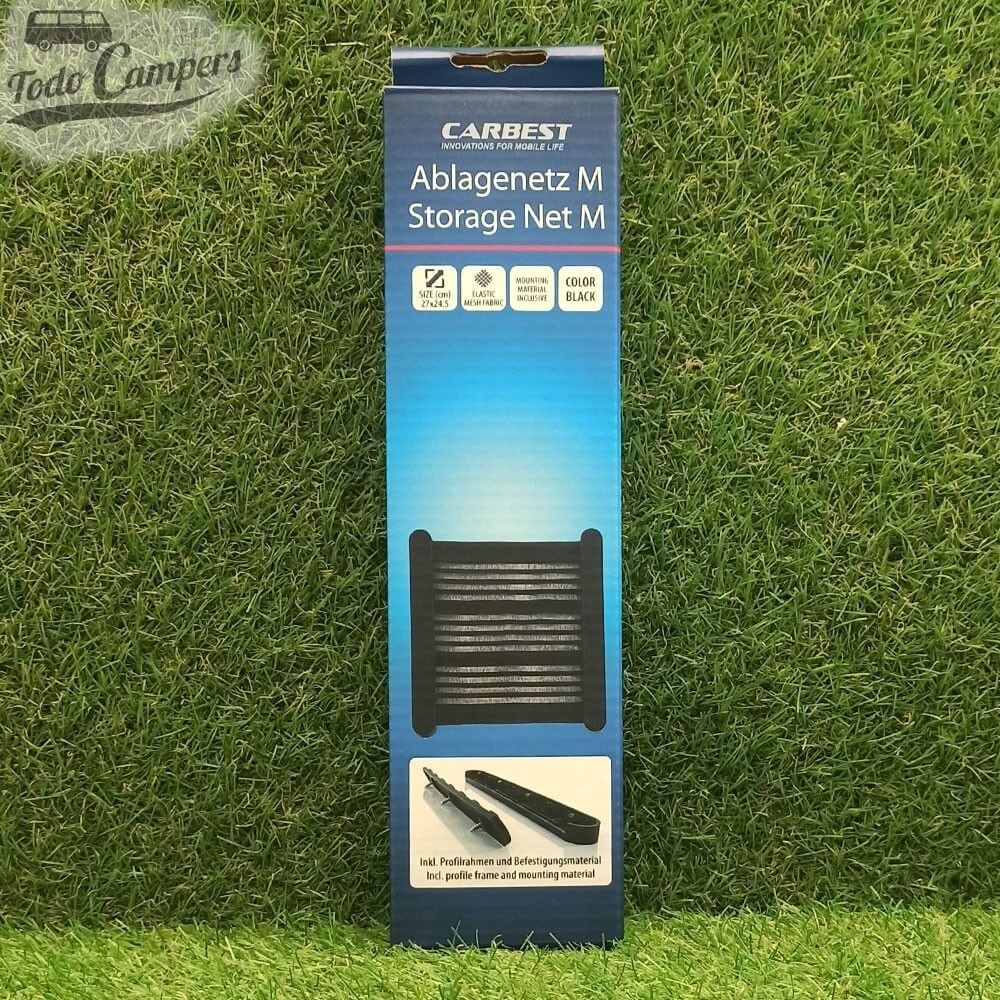 Todo Campers
CARBEST
INNOVATIONS FOR MOBILE LIFE
Ablagenetz M
Storage Net M
SIZE (cm)
27x24.5
ELASTIC
MESH FABRIC
MOUNTING
MATERIAL
INCLUSIVE
COLOR
BLACK
Inkl. Profilrahmen und Befestigungsmaterial
Incl. profile frame and mounting material